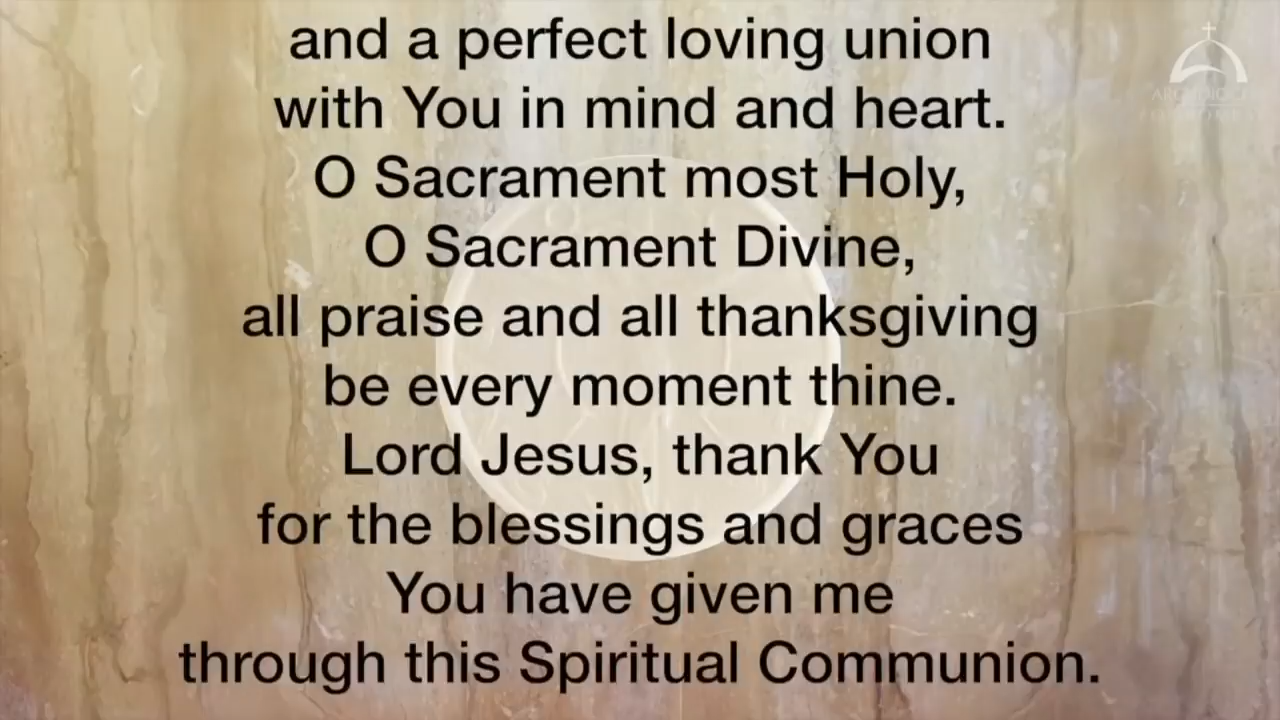 and a perfect loving union
with You in mind and heart.
O Sacrament most Holy,
O Sacrament Divine,
all praise and all thanksgiving
be every moment thine.
Lord Jesus, thank You
for the blessings and graces
You have given me
through this Spiritual Communion.